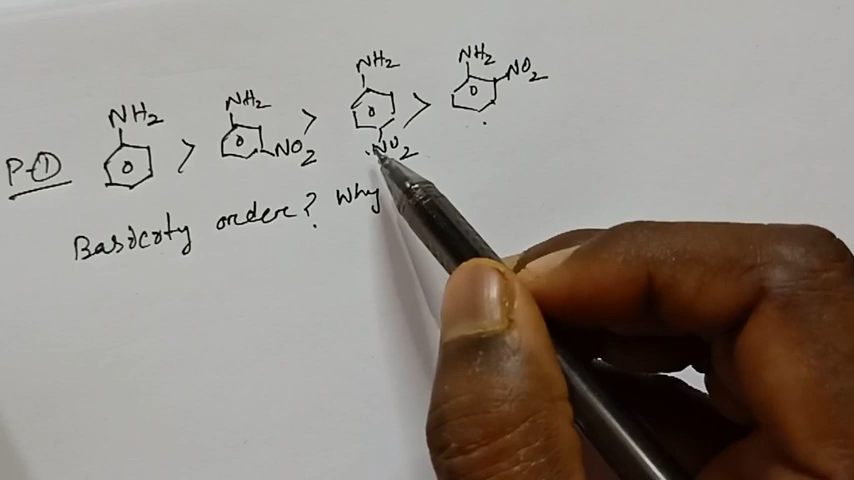 P-① NH2 > NH2 NO2 > NH2 NO2 > NH2 NO2
Basicity order? Why